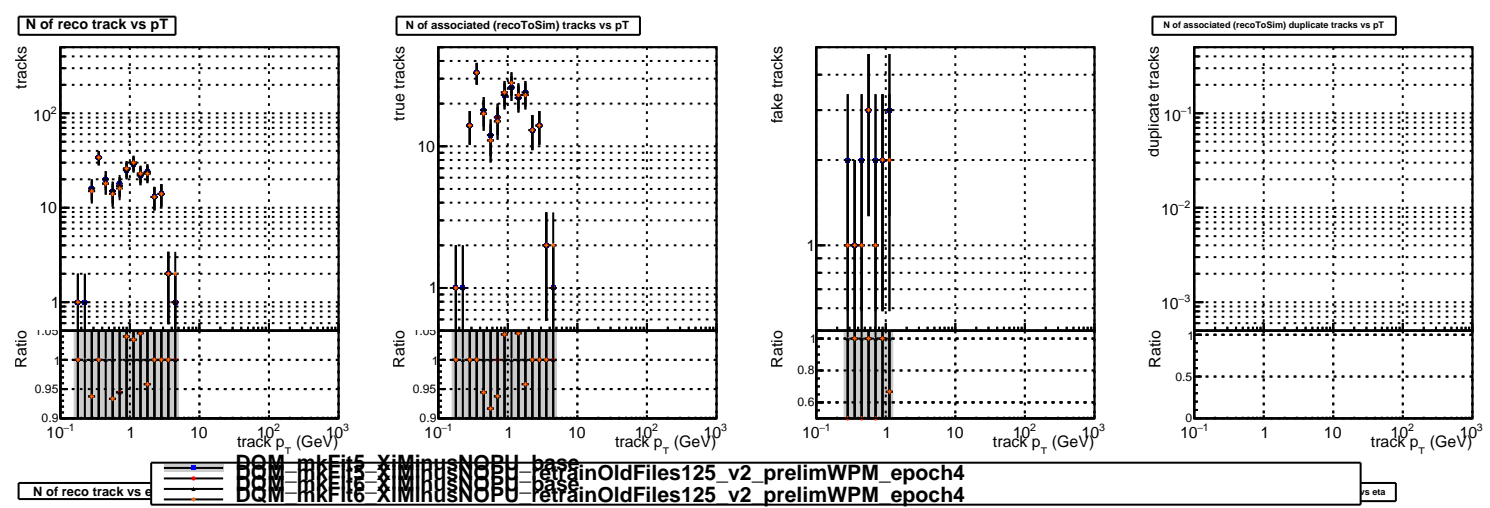 N of reco track vs pT
N of associated (recoToSim) tracks vs pT
N of associated (recoToSim) duplicate tracks vs pT
tracks
10²
10
1
Ratio
1.05
1
0.95
0.9
10⁻¹ 1 10 10² 10³
track p_T (GeV)
true tracks
10
1
Ratio
1.05
1
0.95
0.9
10⁻¹ 1 10 10² 10³
track p_T (GeV)
fake tracks
1
Ratio
1
0.8
0.6
10⁻¹ 1 10 10² 10³
track p_T (GeV)
duplicate tracks
10⁻¹
10⁻²
10⁻³
Ratio
1
0.5
0
10⁻¹ 1 10 10² 10³
track p_T (GeV)
DQM_mkFit5_XiMinusNOPU_base
DQM_mkFit5_XiMinusNOPU_retrainOldFiles125_v2_prelimWPM_epoch4
DQM_mkFit6_XiMinusNOPU_base
DQM_mkFit6_XiMinusNOPU_retrainOldFiles125_v2_prelimWPM_epoch4
N of reco track vs e
vs eta